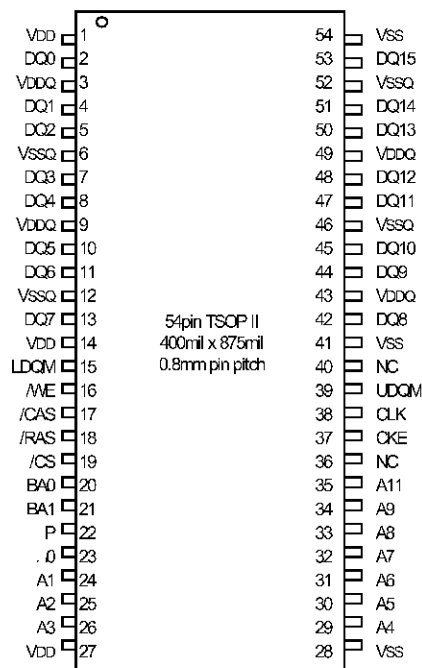 VDD 1 54 VSS
DQ0 2 53 DQ15
VDDQ 3 52 VSSQ
DQ1 4 51 DQ14
DQ2 5 50 DQ13
VSSQ 6 49 VDDQ
DQ3 7 48 DQ12
DQ4 8 47 DQ11
VDDQ 9 46 VSSQ
DQ5 10 45 DQ10
DQ6 11 44 DQ9
VSSQ 12 43 VDDQ
DQ7 13 54pin TSOP II 42 DQ8
VDD 14 400mil x 875mil 41 VSS
LDQM 15 0.8mm pin pitch 40 NC
/WE 16 39 UDQM
/CAS 17 38 CLK
/RAS 18 37 CKE
/CS 19 36 NC
BA0 20 35 A11
BA1 21 34 A9
P 22 33 A8
23 32 A7
A1 24 31 A6
A2 25 30 A5
A3 26 29 A4
VDD 27 28 VSS